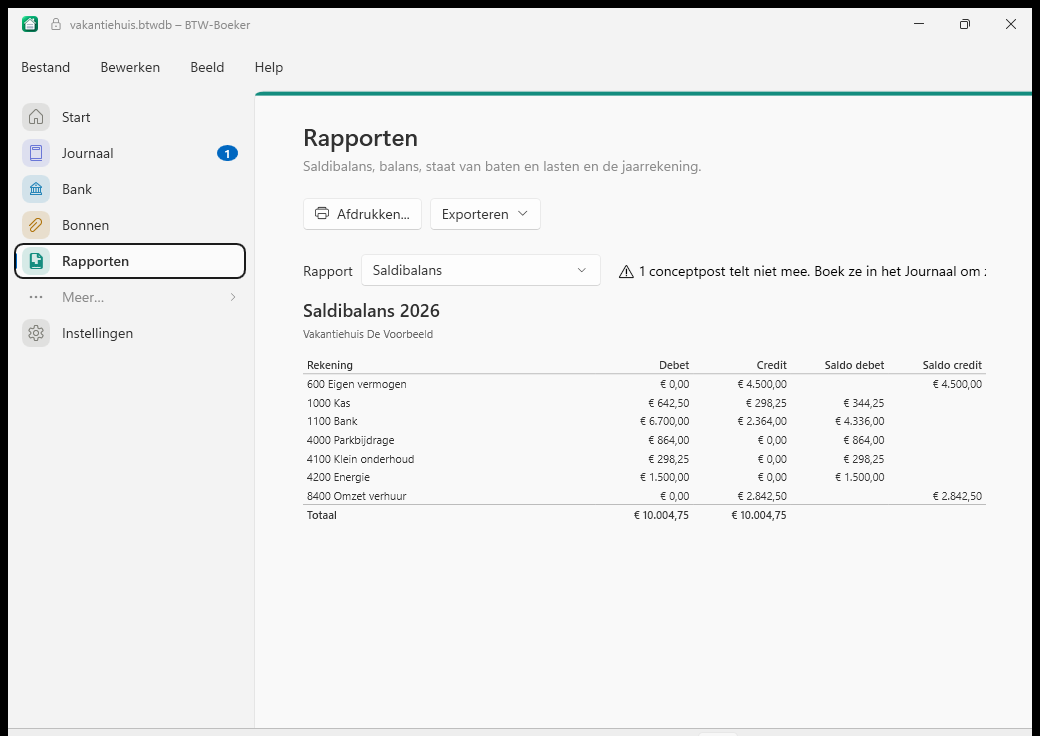 vakantiehuis.btwdb – BTW-Boeker
Bestand Bewerken Beeld Help
Start
Journaal 1
Bank
Bonnen
Rapporten
Meer...
Instellingen
Rapporten
Saldibalans, balans, staat van baten en lasten en de jaarrekening.
Afdrukken... Exporteren
Rapport Saldibalans 1 conceptpost telt niet mee. Boek ze in het Journaal om
Saldibalans 2026
Vakantiehuis De Voorbeeld
Rekening Debet Credit Saldo debet Saldo credit
600 Eigen vermogen € 0,00 € 4.500,00 € 4.500,00
1000 Kas € 642,50 € 298,25 € 344,25
1100 Bank € 6.700,00 € 2.364,00 € 4.336,00
4000 Parkbijdrage € 864,00 € 0,00 € 864,00
4100 Klein onderhoud € 298,25 € 0,00 € 298,25
4200 Energie € 1.500,00 € 0,00 € 1.500,00
8400 Omzet verhuur € 0,00 € 2.842,50 € 2.842,50
Totaal € 10.004,75 € 10.004,75